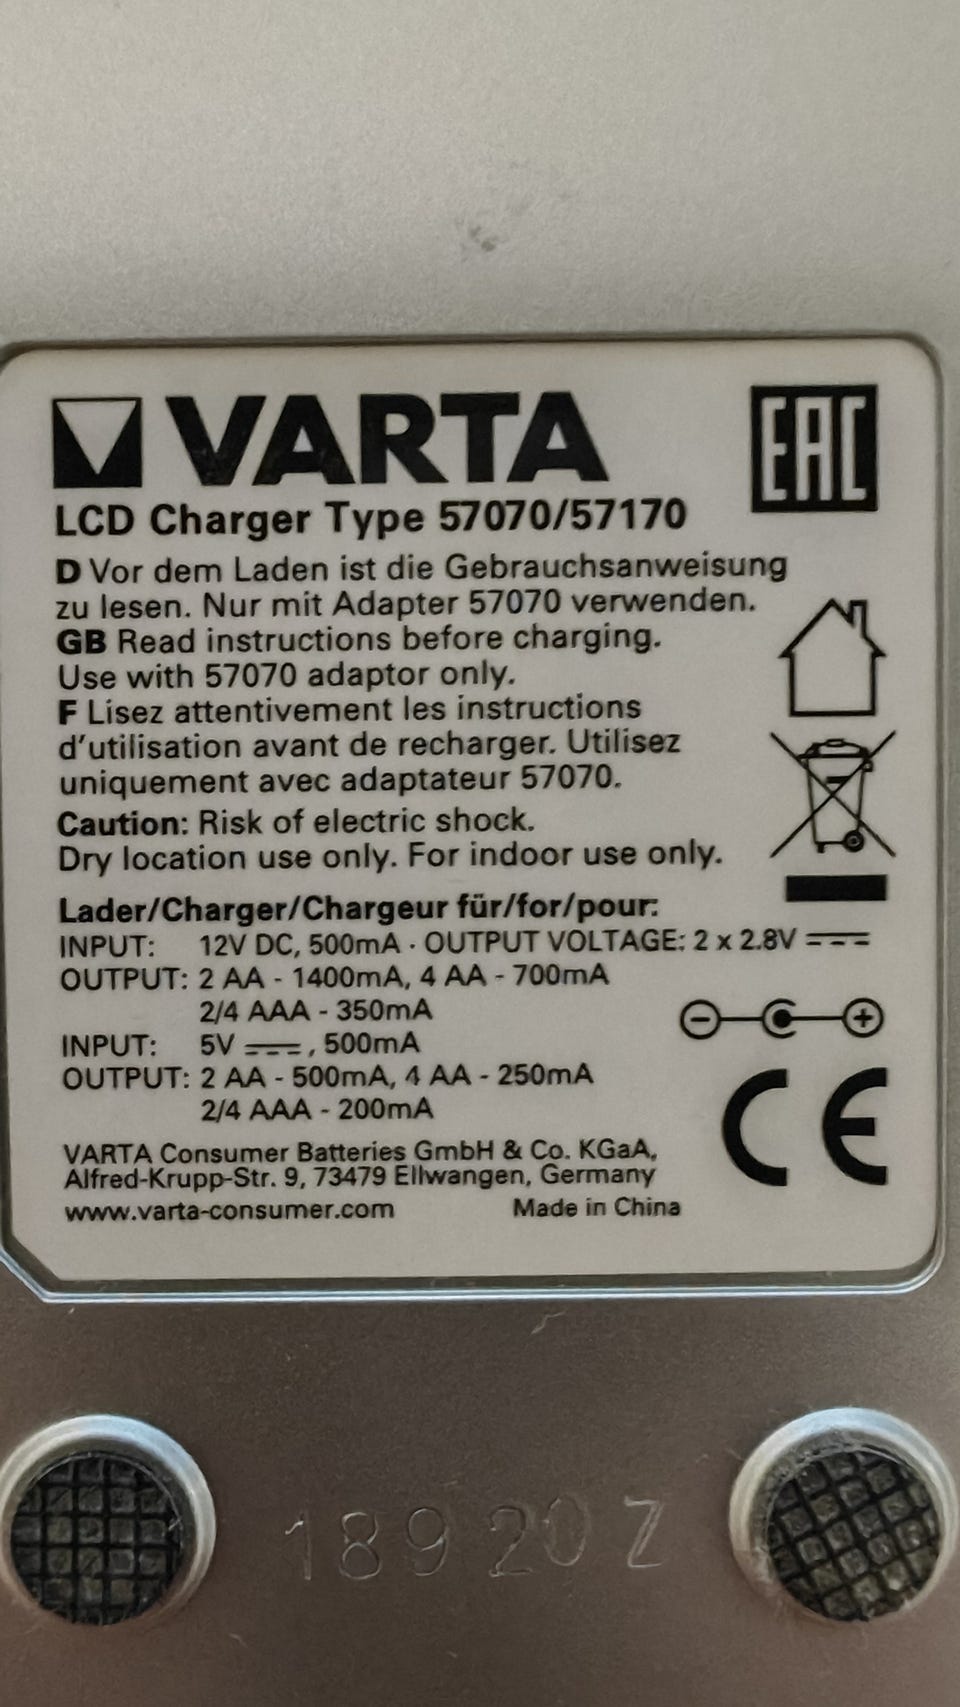 VARTA
EAC
LCD Charger Type 57070/57170
D Vor dem Laden ist die Gebrauchsanweisung
zu lesen. Nur mit Adapter 57070 verwenden.
GB Read instructions before charging.
Use with 57070 adaptor only.
F Lisez attentivement les instructions
d'utilisation avant de recharger. Utilisez
uniquement avec adaptateur 57070.
Caution: Risk of electric shock.
Dry location use only. For indoor use only.
Lader/Charger/Chargeur für/for/pour:
INPUT: 12V DC, 500mA · OUTPUT VOLTAGE: 2 x 2.8V ⎓
OUTPUT: 2 AA - 1400mA, 4 AA - 700mA
2/4 AAA - 350mA
INPUT: 5V ⎓, 500mA
OUTPUT: 2 AA - 500mA, 4 AA - 250mA
2/4 AAA - 200mA
CE
VARTA Consumer Batteries GmbH & Co. KGaA,
Alfred-Krupp-Str. 9, 73479 Ellwangen, Germany
www.varta-consumer.com Made in China
189 20 Z